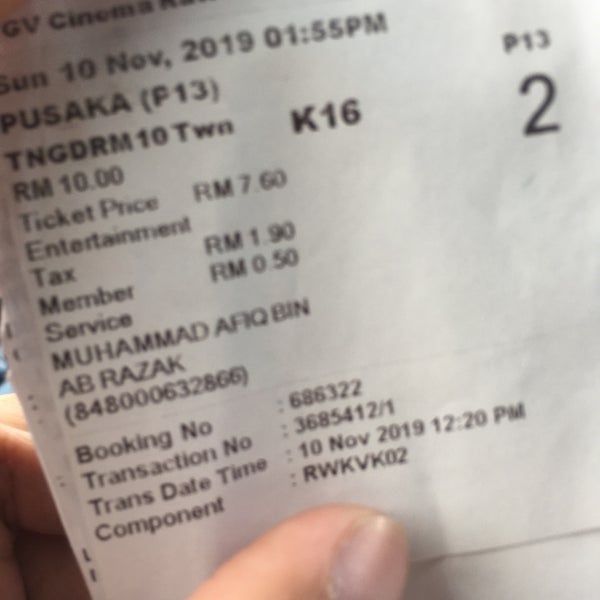 GV Cinema
Sun 10 Nov, 2019 01:55PM
P13
PUSAKA (P13)
2
TNGDRM10 Twn K16
RM 10.00
Ticket Price RM 7.60
Entertainment
Tax RM 1.90
Member RM 0.50
Service
MUHAMMAD AFIQ BIN
AB RAZAK
(848000632866)
Booking No : 686322
Transaction No : 3685412/1
Trans Date Time : 10 Nov 2019 12:20 PM
Component : RWKVK02